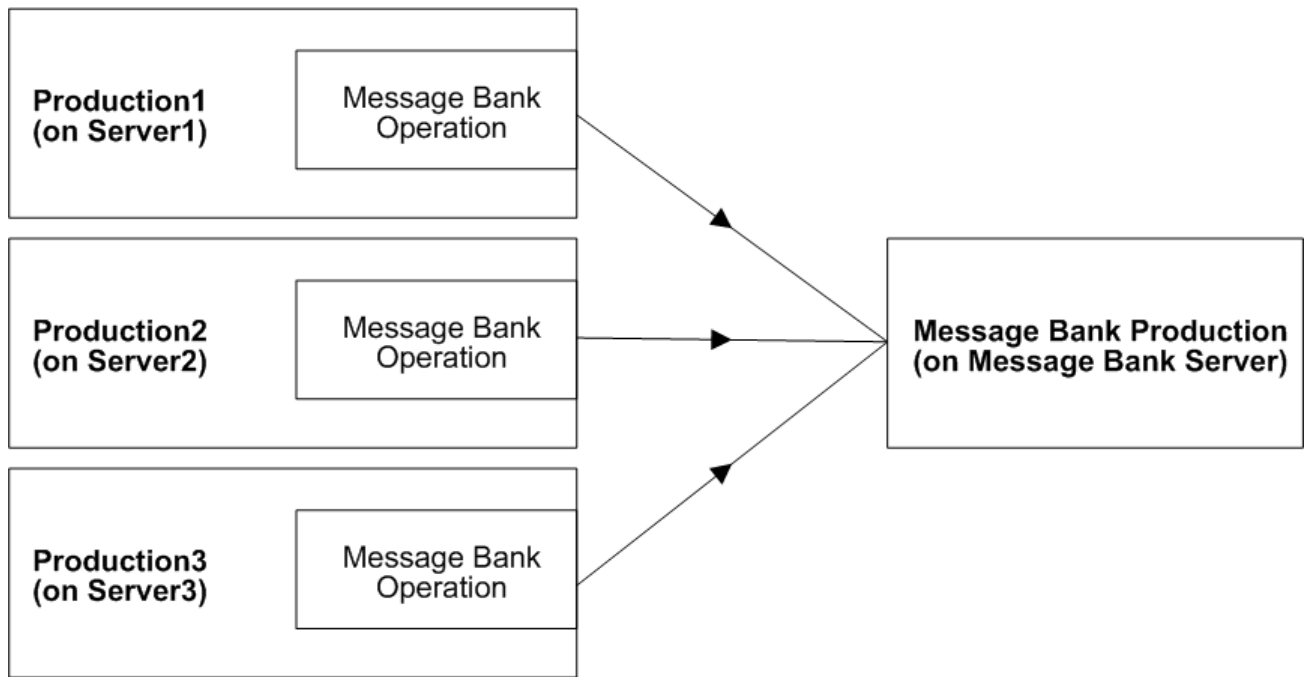 Production1
(on Server1)
Message Bank
Operation
Production2
(on Server2)
Message Bank
Operation
Message Bank Production
(on Message Bank Server)
Production3
(on Server3)
Message Bank
Operation